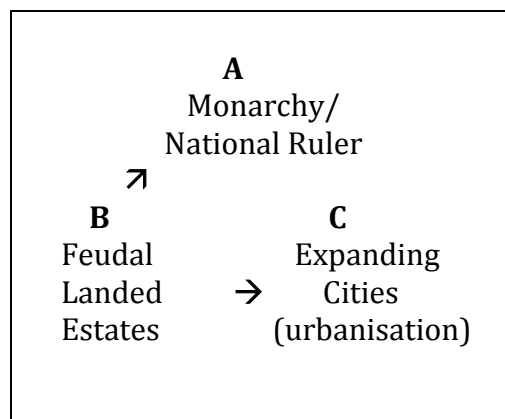 A
Monarchy/
National Ruler
↗
B C
Feudal Expanding
Landed → Cities
Estates (urbanisation)